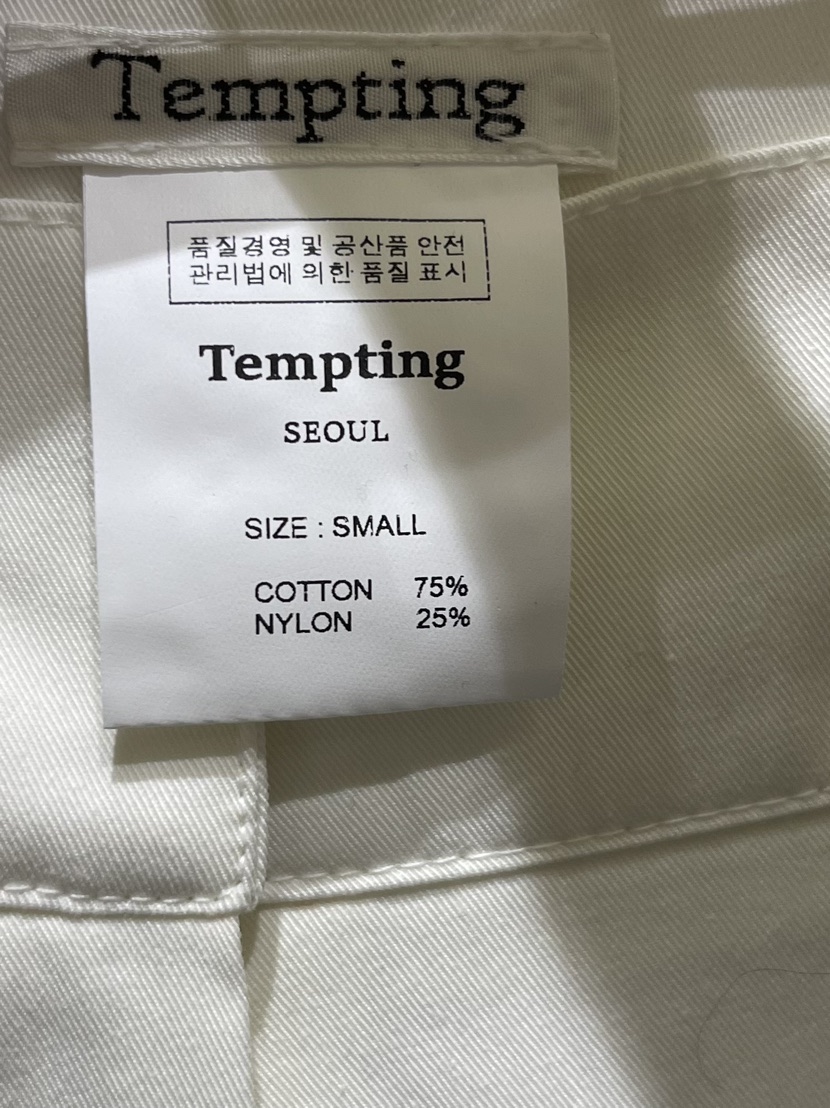 Tempting
품질경영 및 공산품 안전
관리법에 의한 품질 표시
Tempting
SEOUL
SIZE : SMALL
COTTON 75%
NYLON 25%